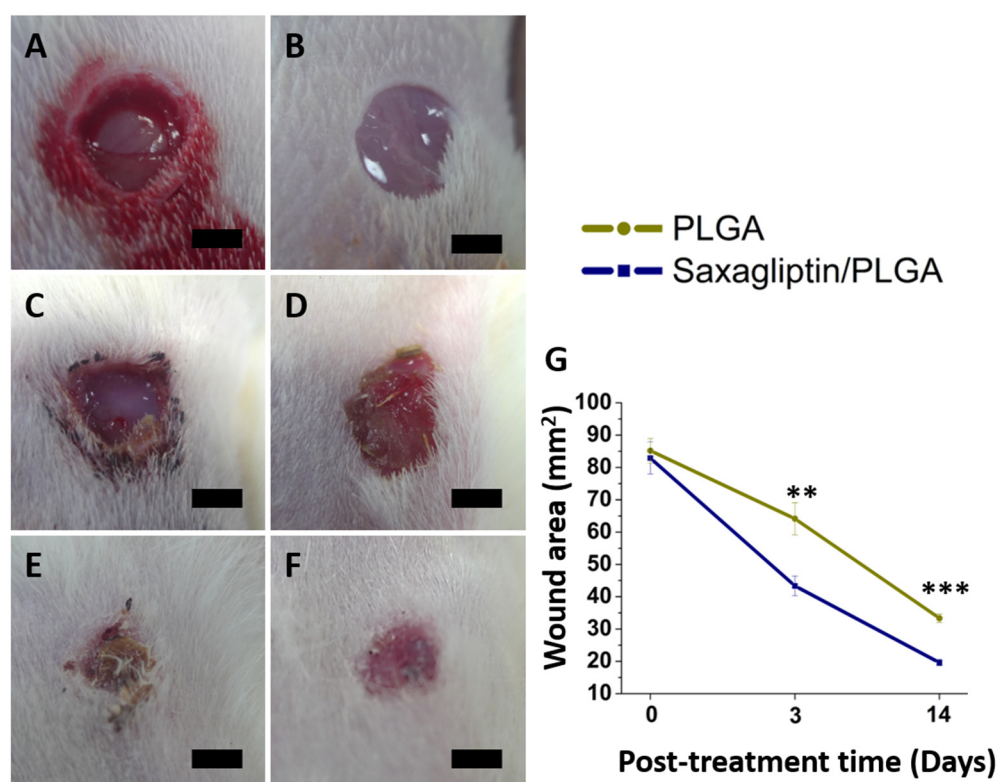 A
B
C
D
E
F
PLGA
Saxagliptin/PLGA
G
Wound area (mm²)
100
90
80
70
60
50
40
30
20
10
**
***
0
3
14
Post-treatment time (Days)